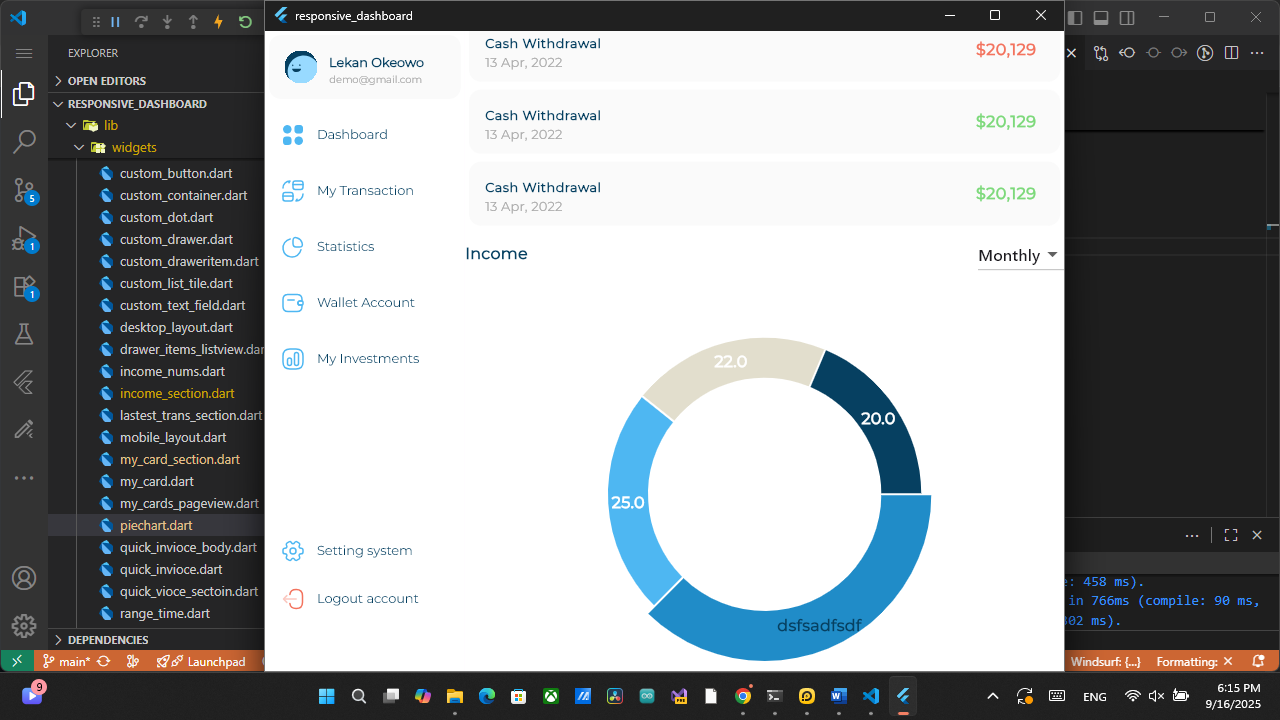 responsive_dashboard
EXPLORER
OPEN EDITORS
RESPONSIVE_DASHBOARD
lib
widgets
custom_button.dart
custom_container.dart
custom_dot.dart
custom_drawer.dart
custom_draweritem.dart
custom_list_tile.dart
custom_text_field.dart
desktop_layout.dart
drawer_items_listview.dar
income_nums.dart
income_section.dart
lastest_trans_section.dart
mobile_layout.dart
my_card_section.dart
my_card.dart
my_cards_pageview.dart
piechart.dart
quick_invioce_body.dart
quick_invioce.dart
quick_vioce_sectoin.dart
range_time.dart
DEPENDENCIES
5
1
1
Lekan Okeowo
demo@gmail.com
Dashboard
My Transaction
Statistics
Wallet Account
My Investments
Setting system
Logout account
Cash Withdrawal
$20,129
13 Apr, 2022
Cash Withdrawal
$20,129
13 Apr, 2022
Cash Withdrawal
$20,129
13 Apr, 2022
Income
Monthly
22.0
20.0
25.0
dsfsadfsdf
e: 458 ms).
in 766ms (compile: 90 ms,
302 ms).
main*
Launchpad
Windsurf: {...}
Formatting:
9
PRE
ENG
6:15 PM
9/16/2025